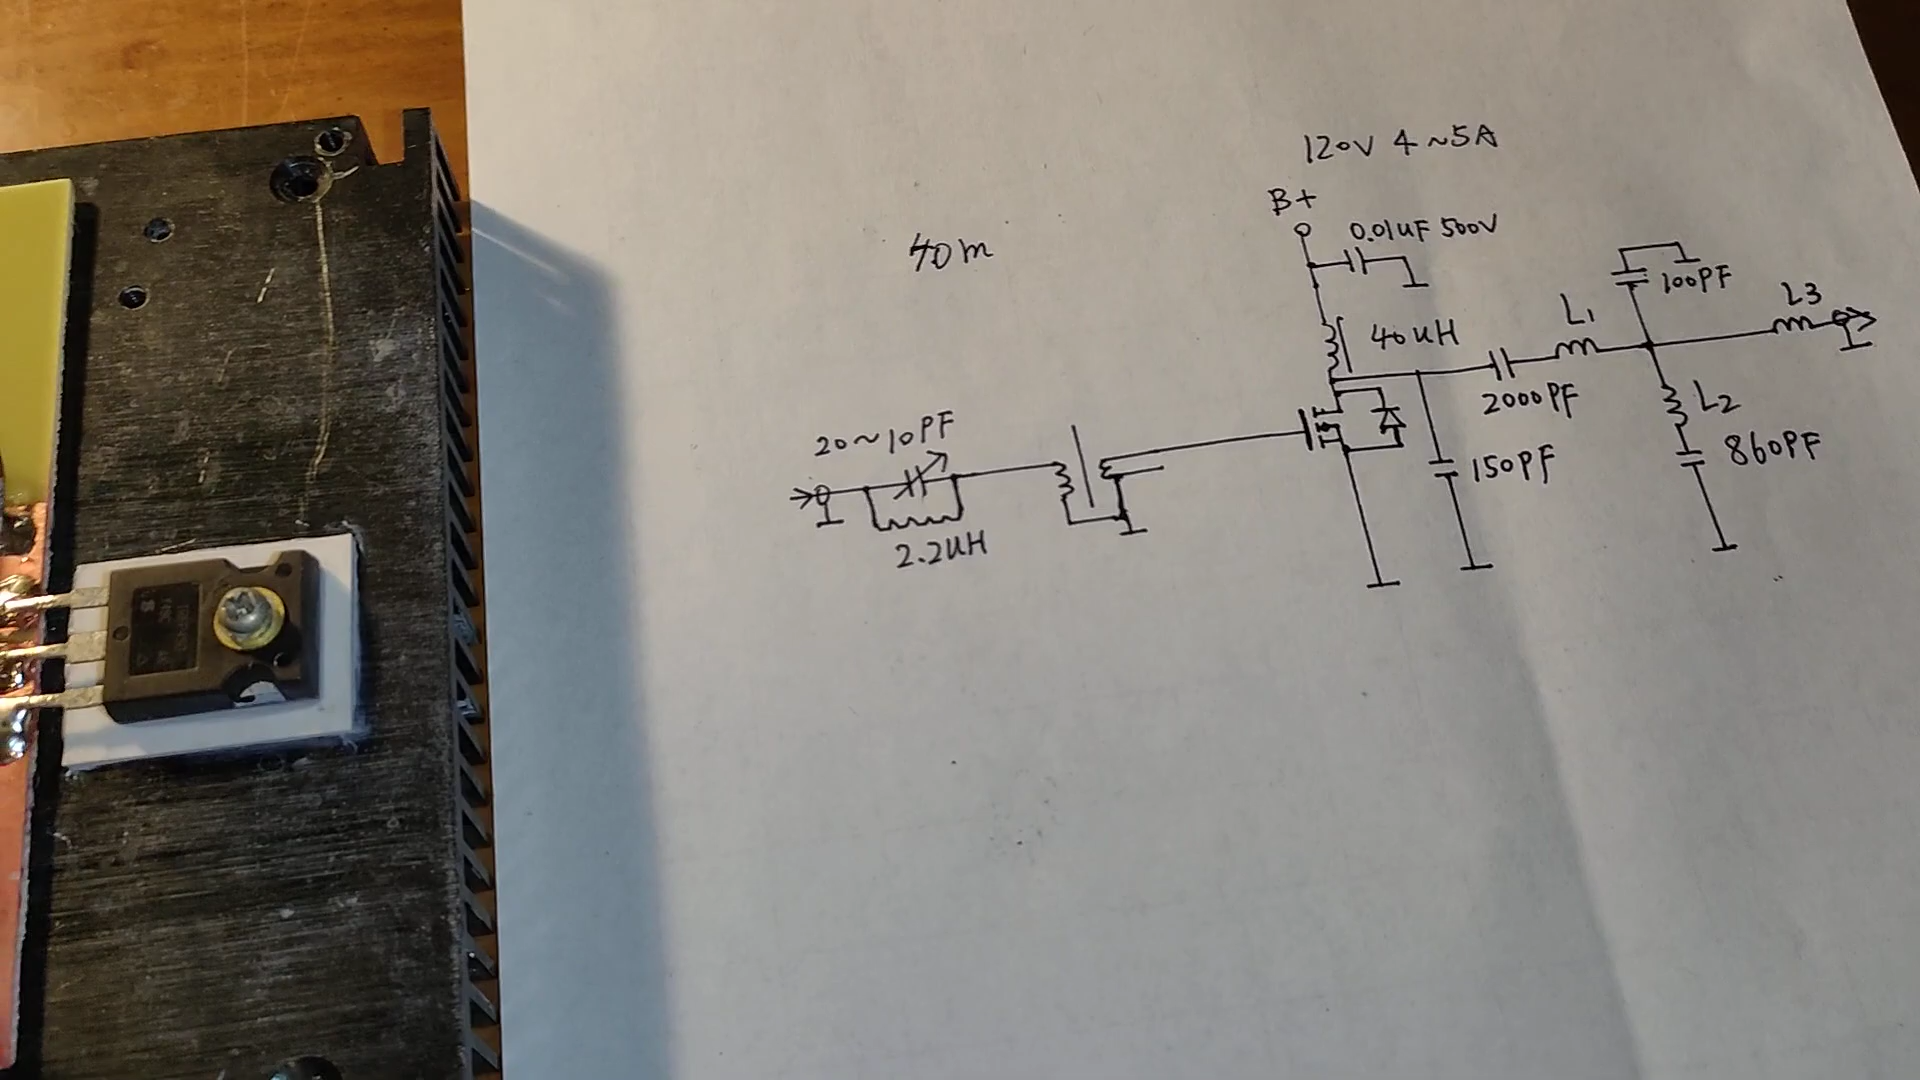 120V 4~5A
B+
0.01UF 500V
40m
100PF
L1
L3
40UH
2000PF
L2
20~10PF
860PF
150PF
2.2UH